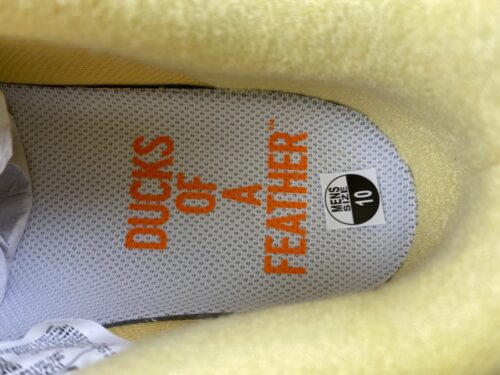 DUCKS
OF
A
FEATHER™
MENS
SIZE
10